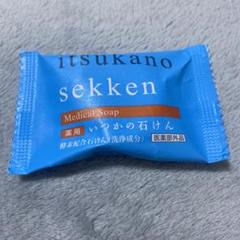 itsukano
sekken
Medical Soap
薬用 いつかの石けん 医薬部外品
酵素配合石けん(洗浄成分)